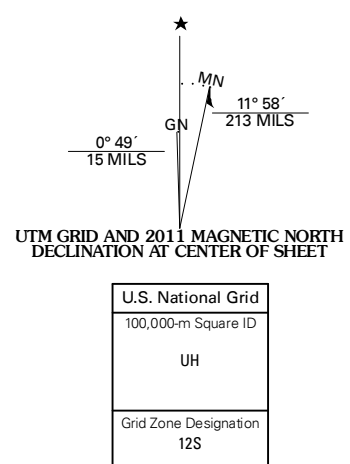 ★
MN
11° 58´
213 MILS
GN
0° 49´
15 MILS
UTM GRID AND 2011 MAGNETIC NORTH
DECLINATION AT CENTER OF SHEET
U.S. National Grid
100,000-m Square ID
UH
Grid Zone Designation
12S